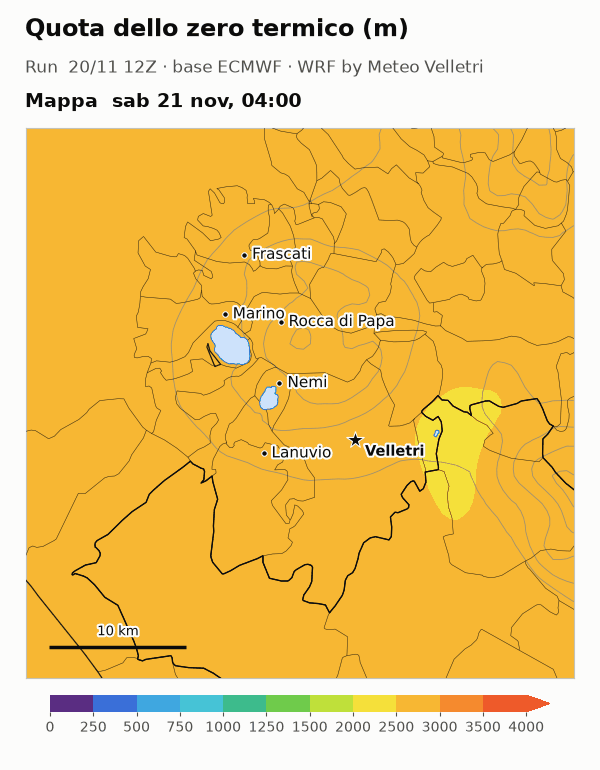 Quota dello zero termico (m)
Run  20/11 12Z · base ECMWF · WRF by Meteo Velletri
Mappa  sab 21 nov, 04:00
Frascati
Marino
Rocca di Papa
Nemi
Velletri
Lanuvio
10 km
0 250 500 750 1000 1250 1500 2000 2500 3000 3500 4000